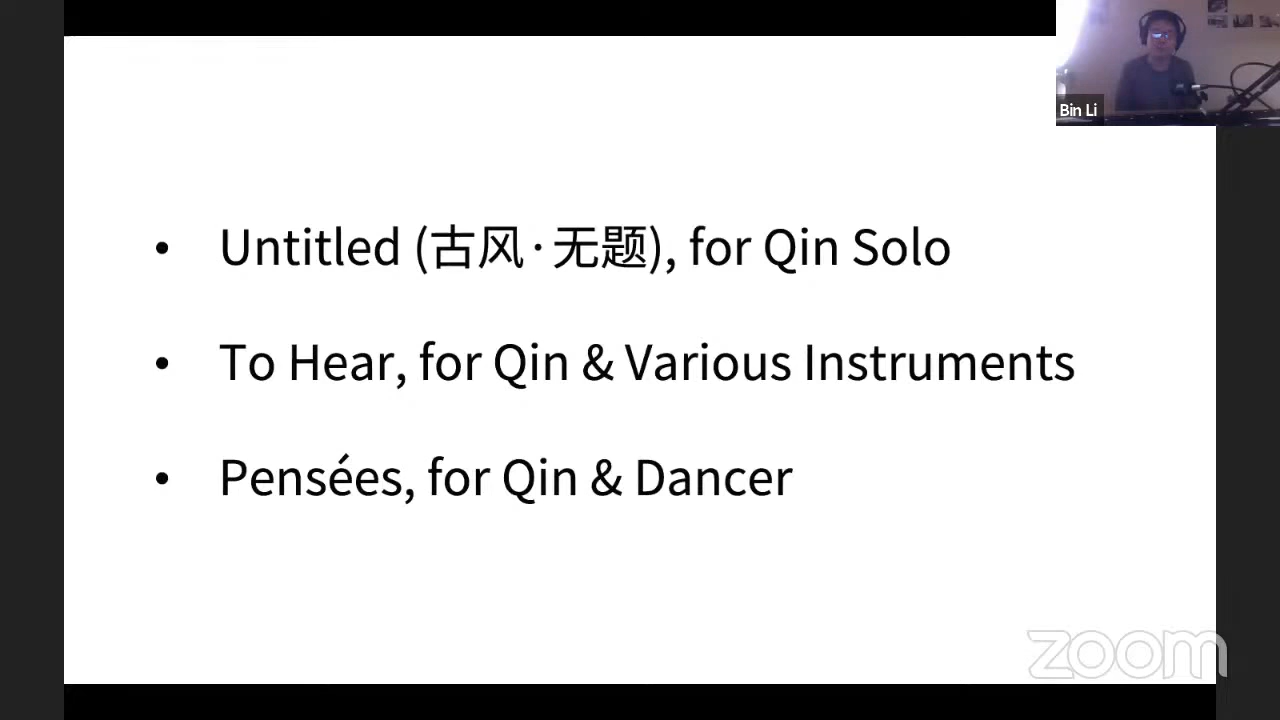 Bin Li
• Untitled (古风·无题), for Qin Solo
• To Hear, for Qin & Various Instruments
• Pensées, for Qin & Dancer
zoom